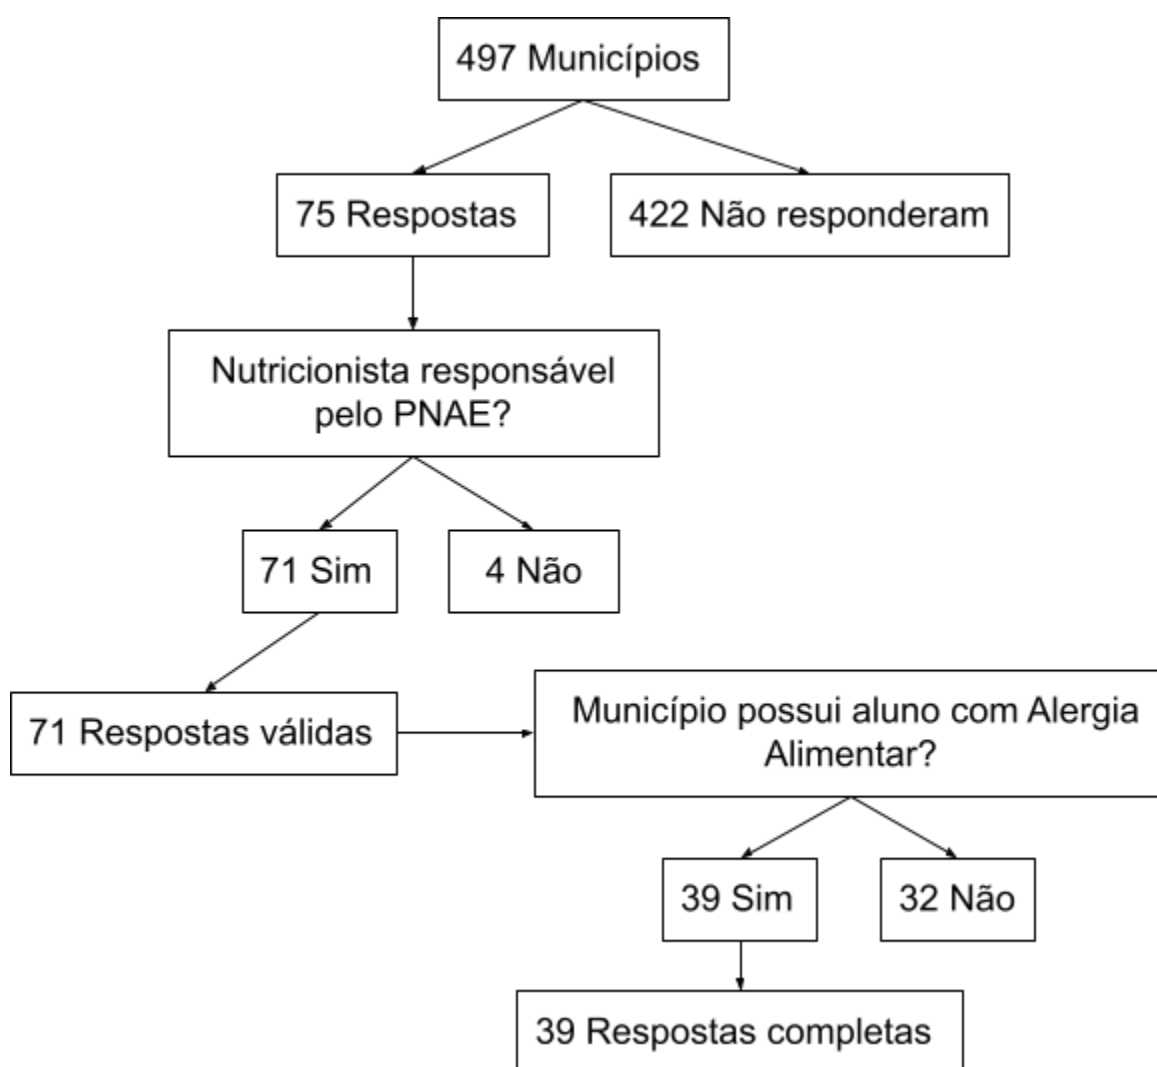 497 Municípios
75 Respostas
422 Não responderam
Nutricionista responsável
pelo PNAE?
71 Sim
4 Não
71 Respostas válidas
Município possui aluno com Alergia
Alimentar?
39 Sim
32 Não
39 Respostas completas